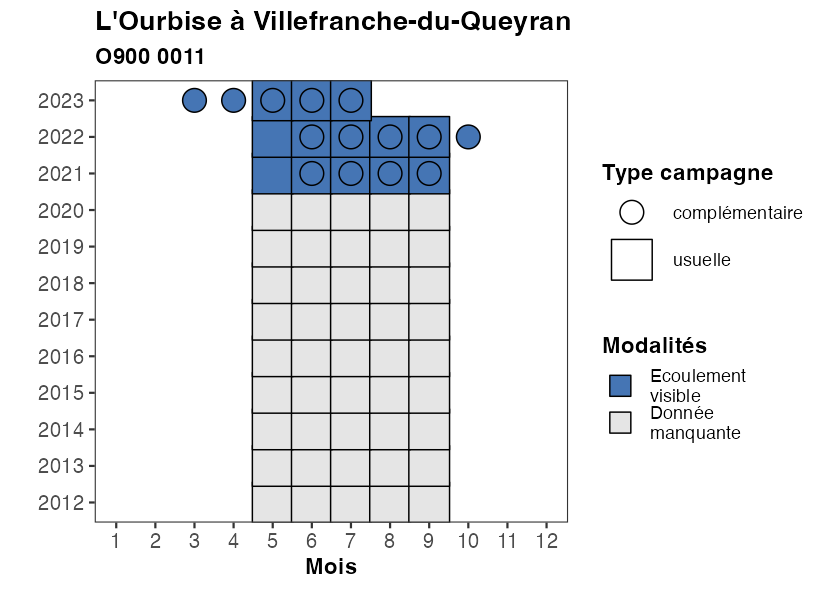 L'Ourbise à Villefranche-du-Queyran
O900 0011
2023
2022
2021
2020
2019
2018
2017
2016
2015
2014
2013
2012
1 2 3 4 5 6 7 8 9 10 11 12
Mois
Type campagne
complémentaire
usuelle
Modalités
Ecoulement
visible
Donnée
manquante